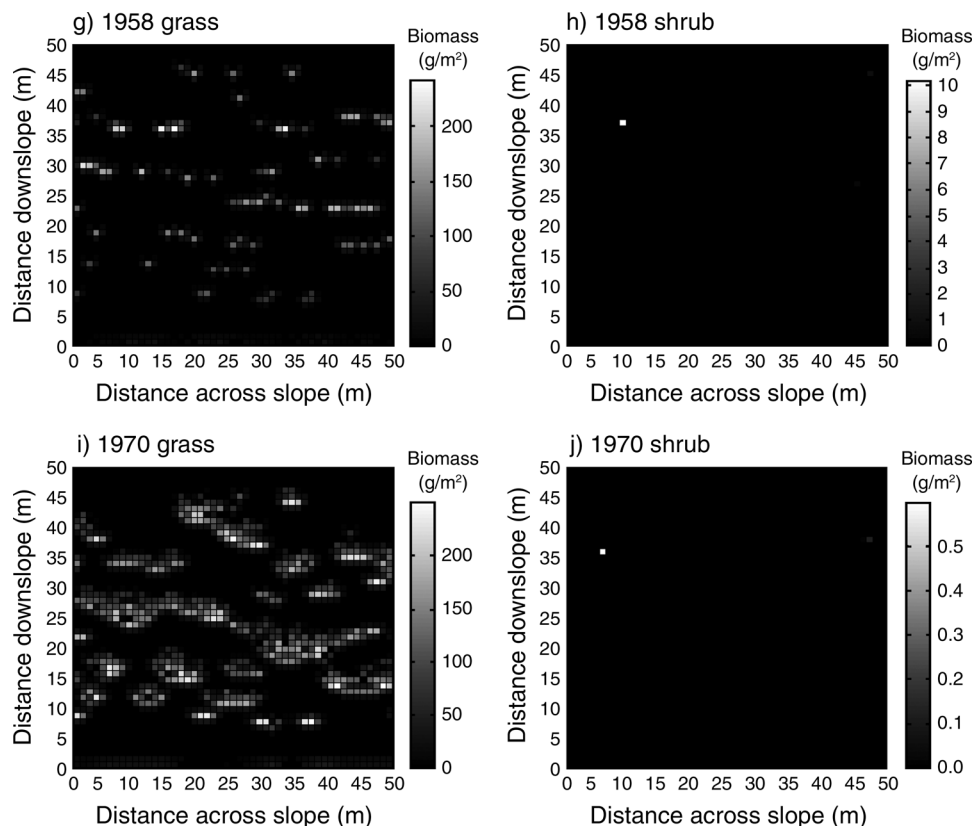 g) 1958 grass
Biomass
(g/m²)
50
45
40
35
30
25
20
15
10
5
0
Distance downslope (m)
0 5 10 15 20 25 30 35 40 45 50
Distance across slope (m)
200
150
100
50
0
h) 1958 shrub
Biomass
(g/m²)
50
45
40
35
30
25
20
15
10
5
0
Distance downslope (m)
0 5 10 15 20 25 30 35 40 45 50
Distance across slope (m)
10
9
8
7
6
5
4
3
2
1
0
i) 1970 grass
Biomass
(g/m²)
50
45
40
35
30
25
20
15
10
5
0
Distance downslope (m)
0 5 10 15 20 25 30 35 40 45 50
Distance across slope (m)
200
150
100
50
0
j) 1970 shrub
Biomass
(g/m²)
50
45
40
35
30
25
20
15
10
5
0
Distance downslope (m)
0 5 10 15 20 25 30 35 40 45 50
Distance across slope (m)
0.5
0.4
0.3
0.2
0.1
0.0